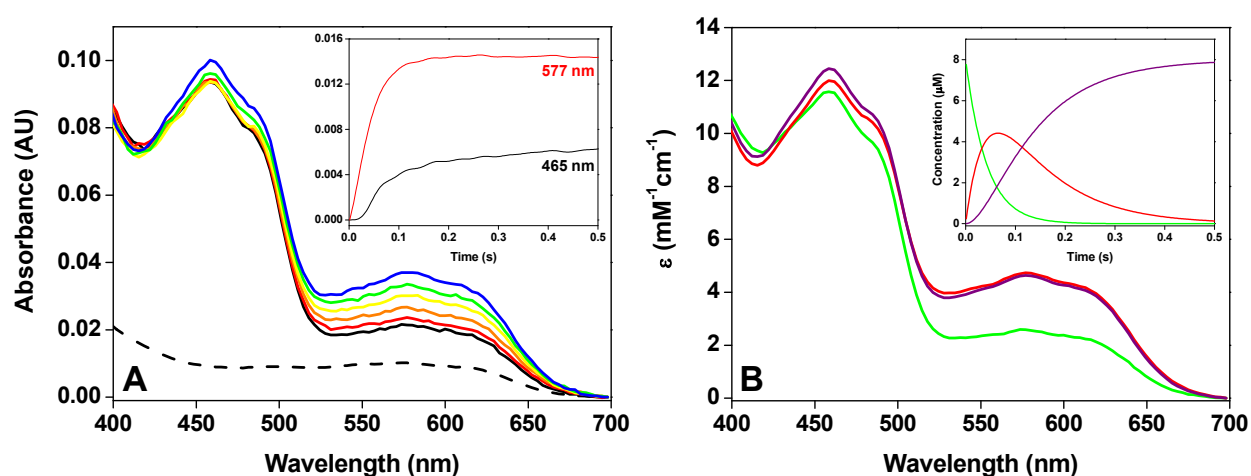 0.10
0.08
0.06
0.04
0.02
0.00
Absorbance (AU)
400 450 500 550 600 650 700
Wavelength (nm)
A
0.016
0.012
0.008
0.004
0.000
0.0 0.1 0.2 0.3 0.4 0.5
Time (s)
577 nm
465 nm
14
12
10
8
6
4
2
0
ε (mM⁻¹cm⁻¹)
400 450 500 550 600 650 700
Wavelength (nm)
B
8
6
4
2
0
Concentration (μM)
0.0 0.1 0.2 0.3 0.4 0.5
Time (s)